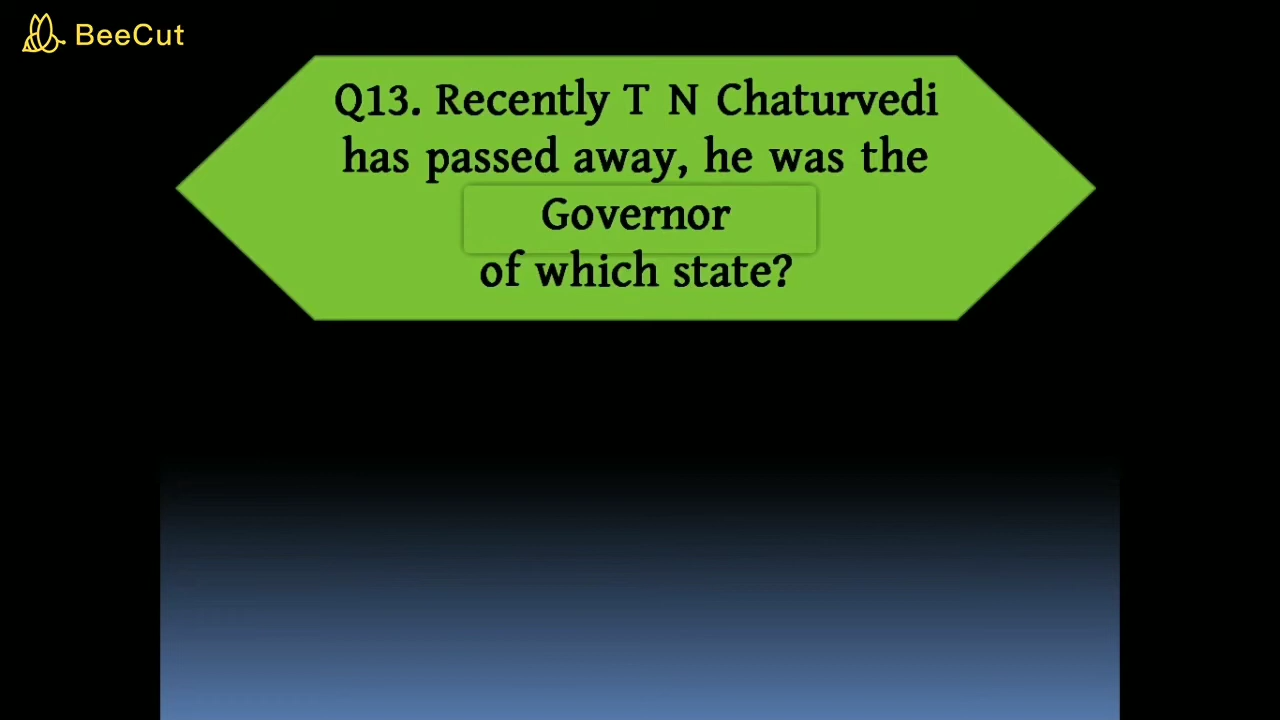 BeeCut
Q13. Recently T N Chaturvedi
has passed away, he was the
Governor
of which state?